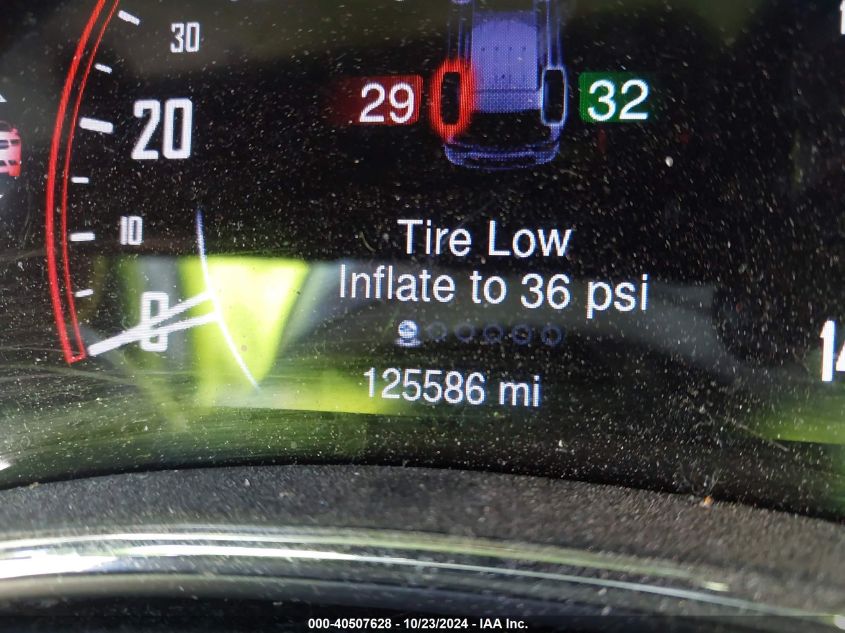 30
29 32
20
10
Tire Low
Inflate to 36 psi
0
125586 mi
000-40507628 - 10/23/2024 - IAA Inc.